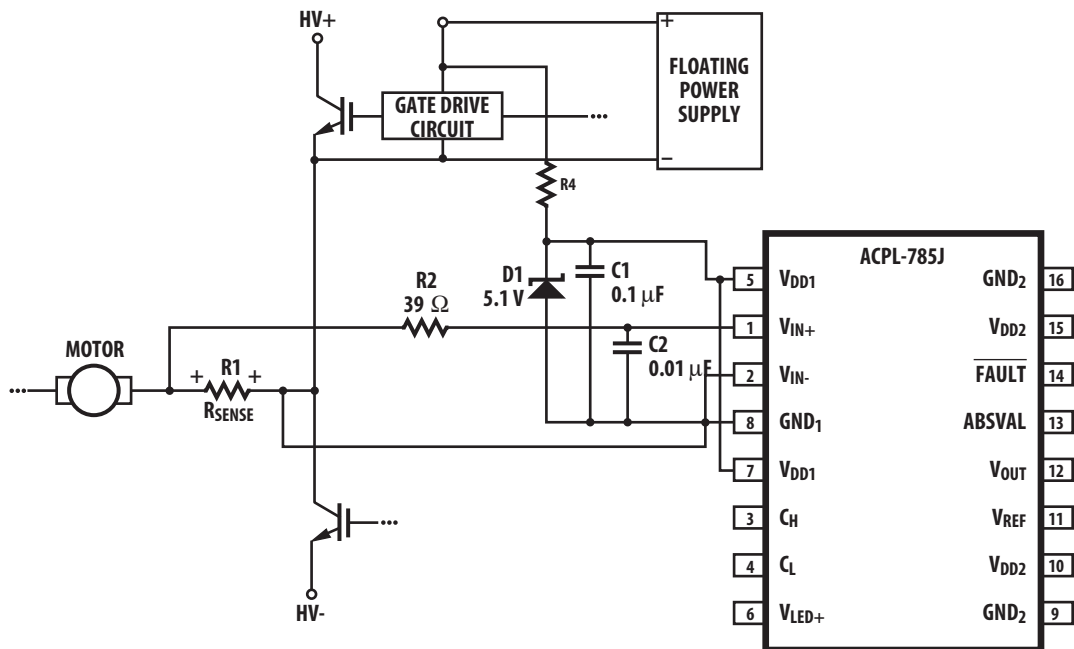 HV+
+
FLOATING
POWER
SUPPLY
−
GATE DRIVE
CIRCUIT
•••
R4
D1
5.1 V
C1
0.1 μF
R2
39 Ω
C2
0.01 μF
MOTOR
•••
+ R1 +
RSENSE
•••
HV-
ACPL-785J
5 VDD1
1 VIN+
2 VIN-
8 GND1
7 VDD1
3 CH
4 CL
6 VLED+
GND2 16
VDD2 15
FAULT 14
ABSVAL 13
VOUT 12
VREF 11
VDD2 10
GND2 9